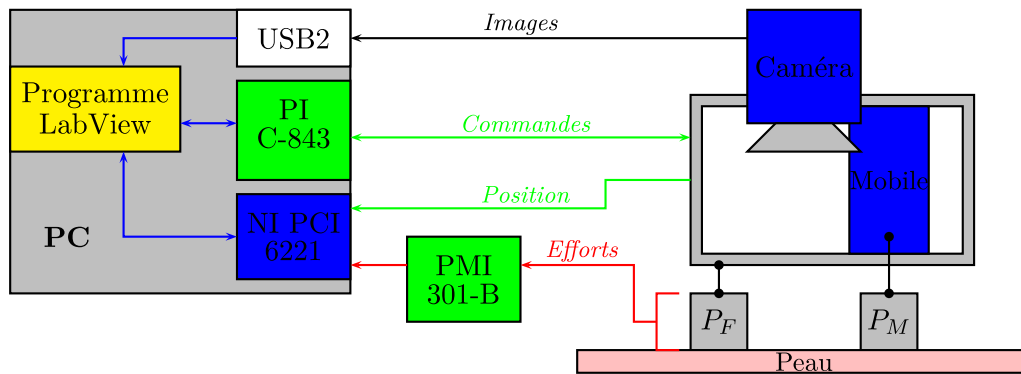 USB2
Images
Caméra
Programme
LabView
PI
C-843
Commandes
Mobile
Position
NI PCI
6221
PC
PMI
301-B
Efforts
P_F
P_M
Peau